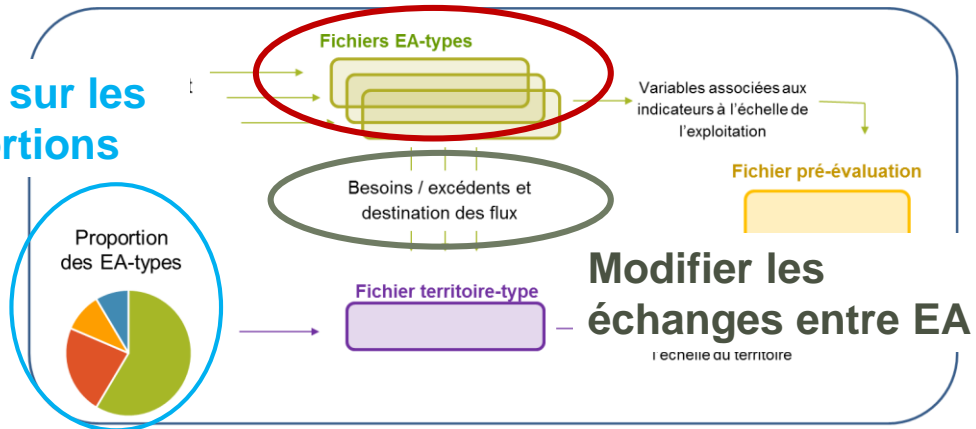 Fichiers EA-types
sur les
Variables associées aux
indicateurs à l'échelle de
l'exploitation
Besoins / excédents et
destination des flux
Fichier pré-évaluation
Proportion
des EA-types
Modifier les
échanges entre EA
Fichier territoire-type
l'échelle du territoire